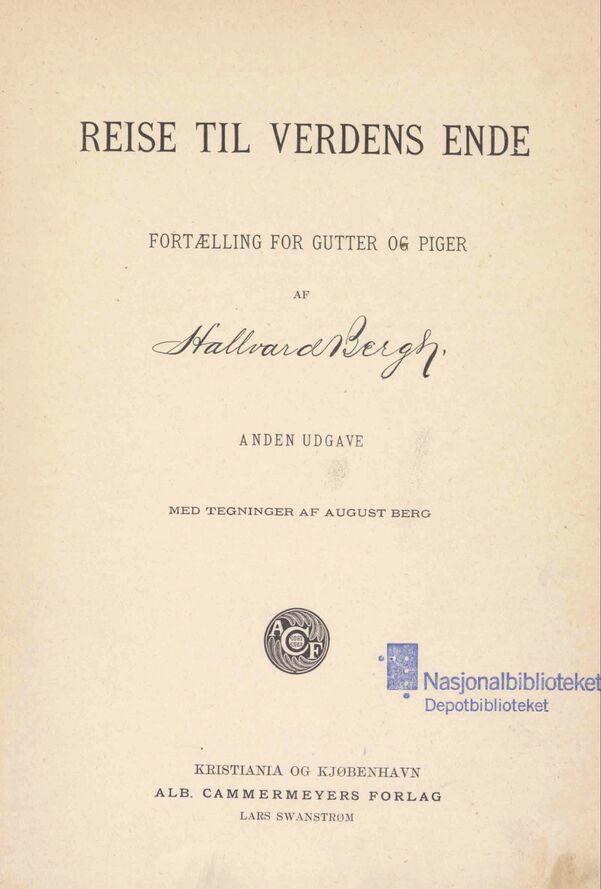 REISE TIL VERDENS ENDE
FORTÆLLING FOR GUTTER OG PIGER
AF
Hallvard Bergh.
ANDEN UDGAVE
MED TEGNINGER AF AUGUST BERG
ACF
Nasjonalbiblioteket
Depotbiblioteket
KRISTIANIA OG KJØBENHAVN
ALB. CAMMERMEYERS FORLAG
LARS SWANSTRØM